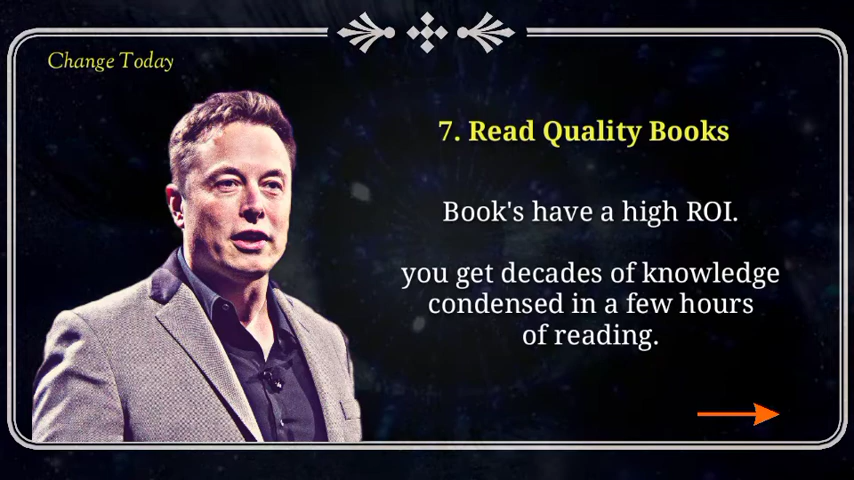 Change Today
7. Read Quality Books
Book's have a high ROI.
you get decades of knowledge
condensed in a few hours
of reading.